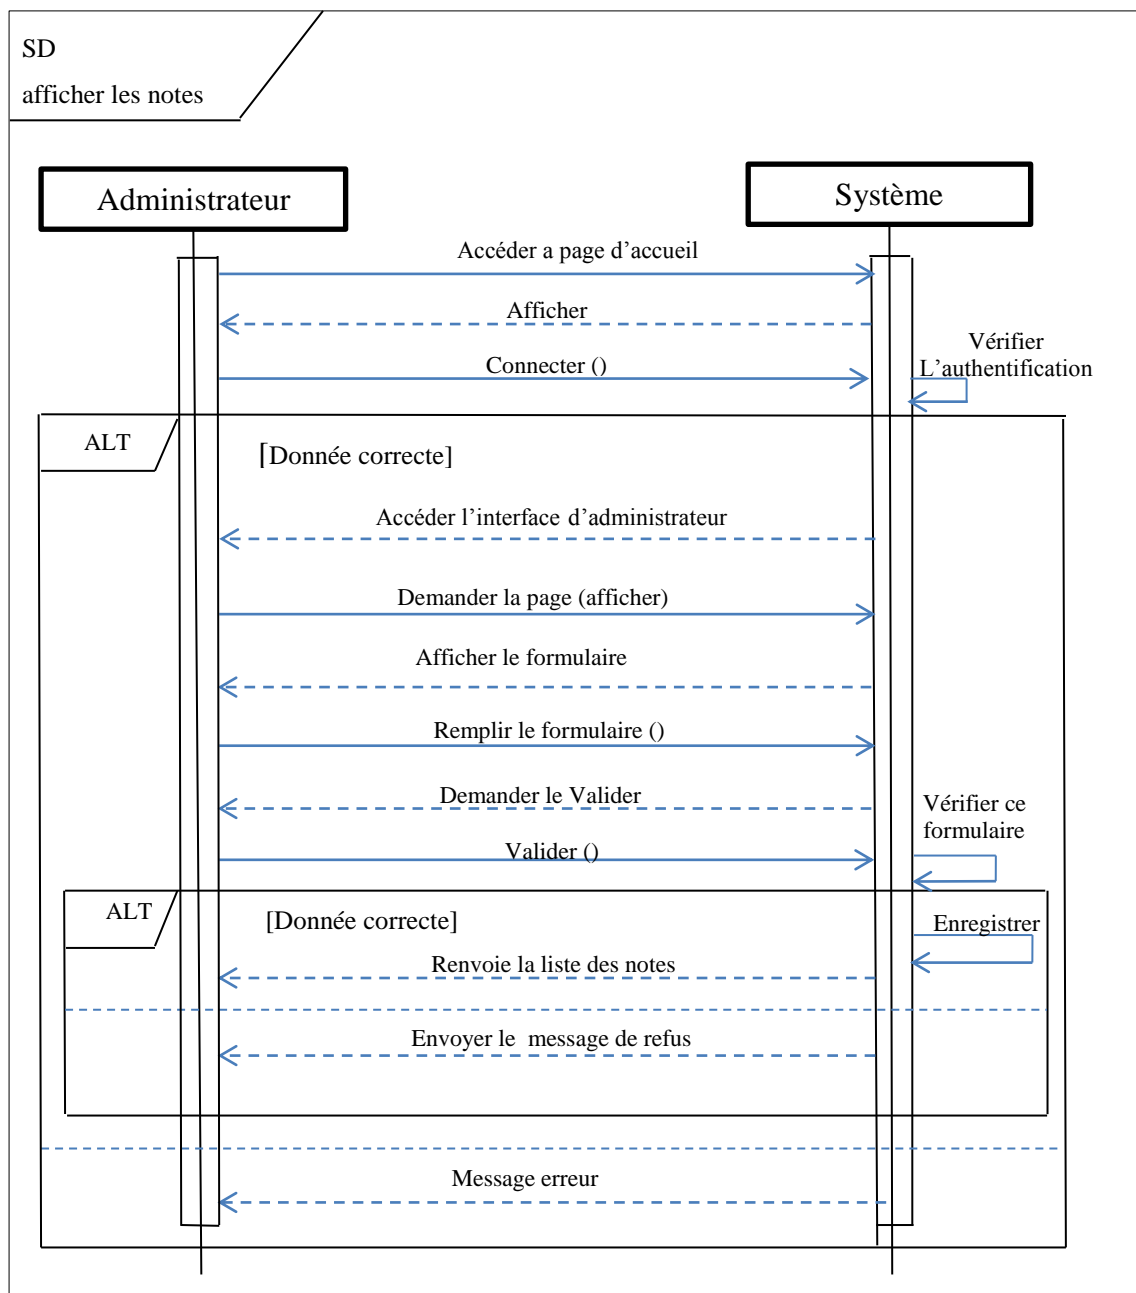 SD
afficher les notes
Administrateur
Système
Accéder a page d’accueil
Afficher
Vérifier
L’authentification
Connecter ()
ALT
[Donnée correcte]
Accéder l’interface d’administrateur
Demander la page (afficher)
Afficher le formulaire
Remplir le formulaire ()
Demander le Valider
Vérifier ce
formulaire
Valider ()
ALT
[Donnée correcte]
Enregistrer
Renvoie la liste des notes
Envoyer le message de refus
Message erreur